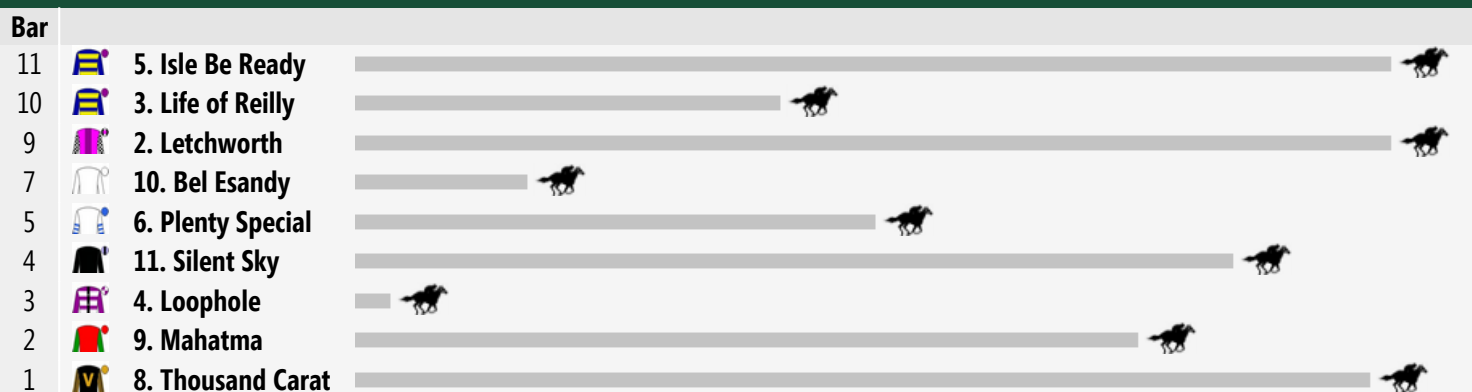 Bar
11 5. Isle Be Ready
10 3. Life of Reilly
9 2. Letchworth
7 10. Bel Esandy
5 6. Plenty Special
4 11. Silent Sky
3 4. Loophole
2 9. Mahatma
1 V 8. Thousand Carat